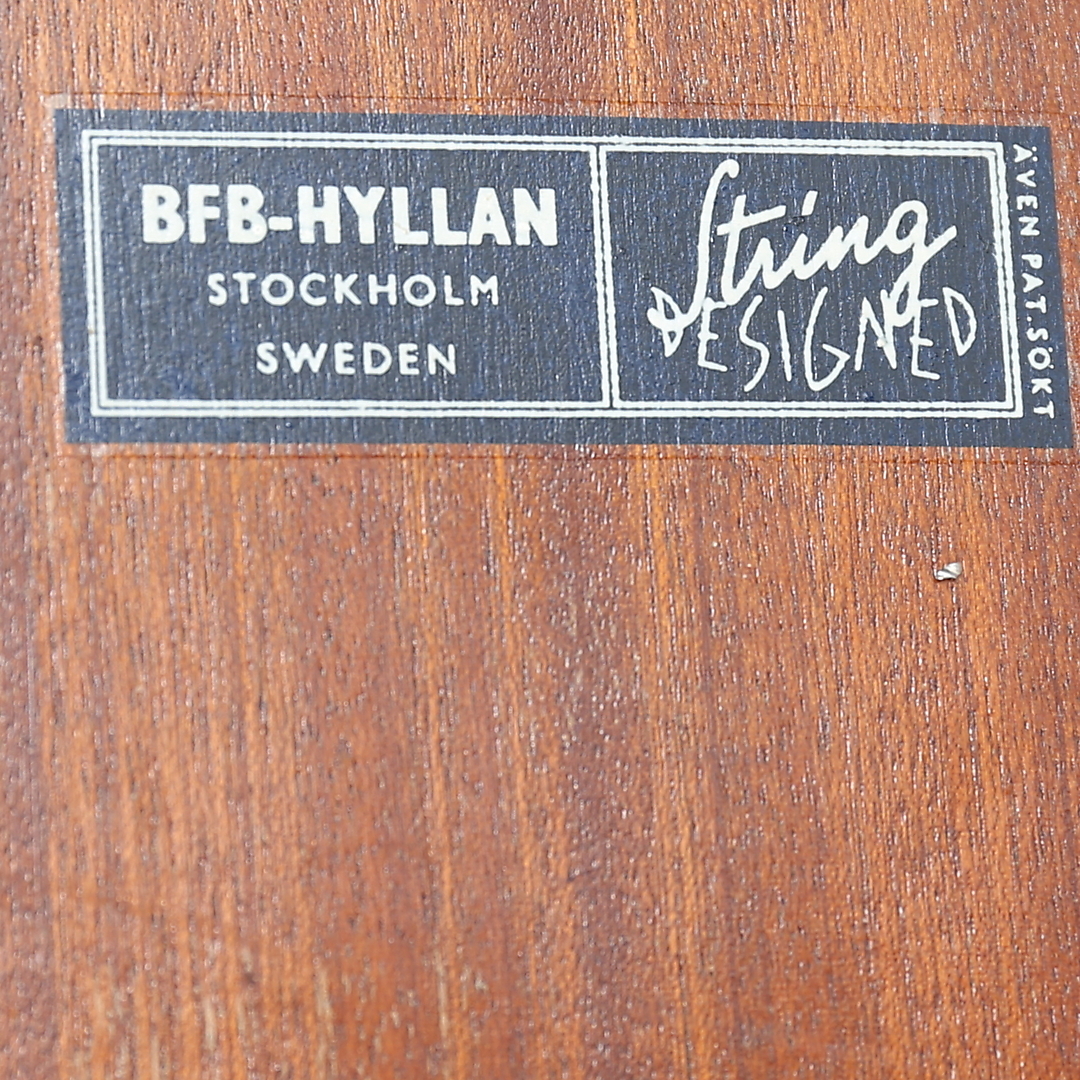 BFB-HYLLAN
STOCKHOLM
SWEDEN
String
DESIGNED
ÄVEN PAT.SÖKT